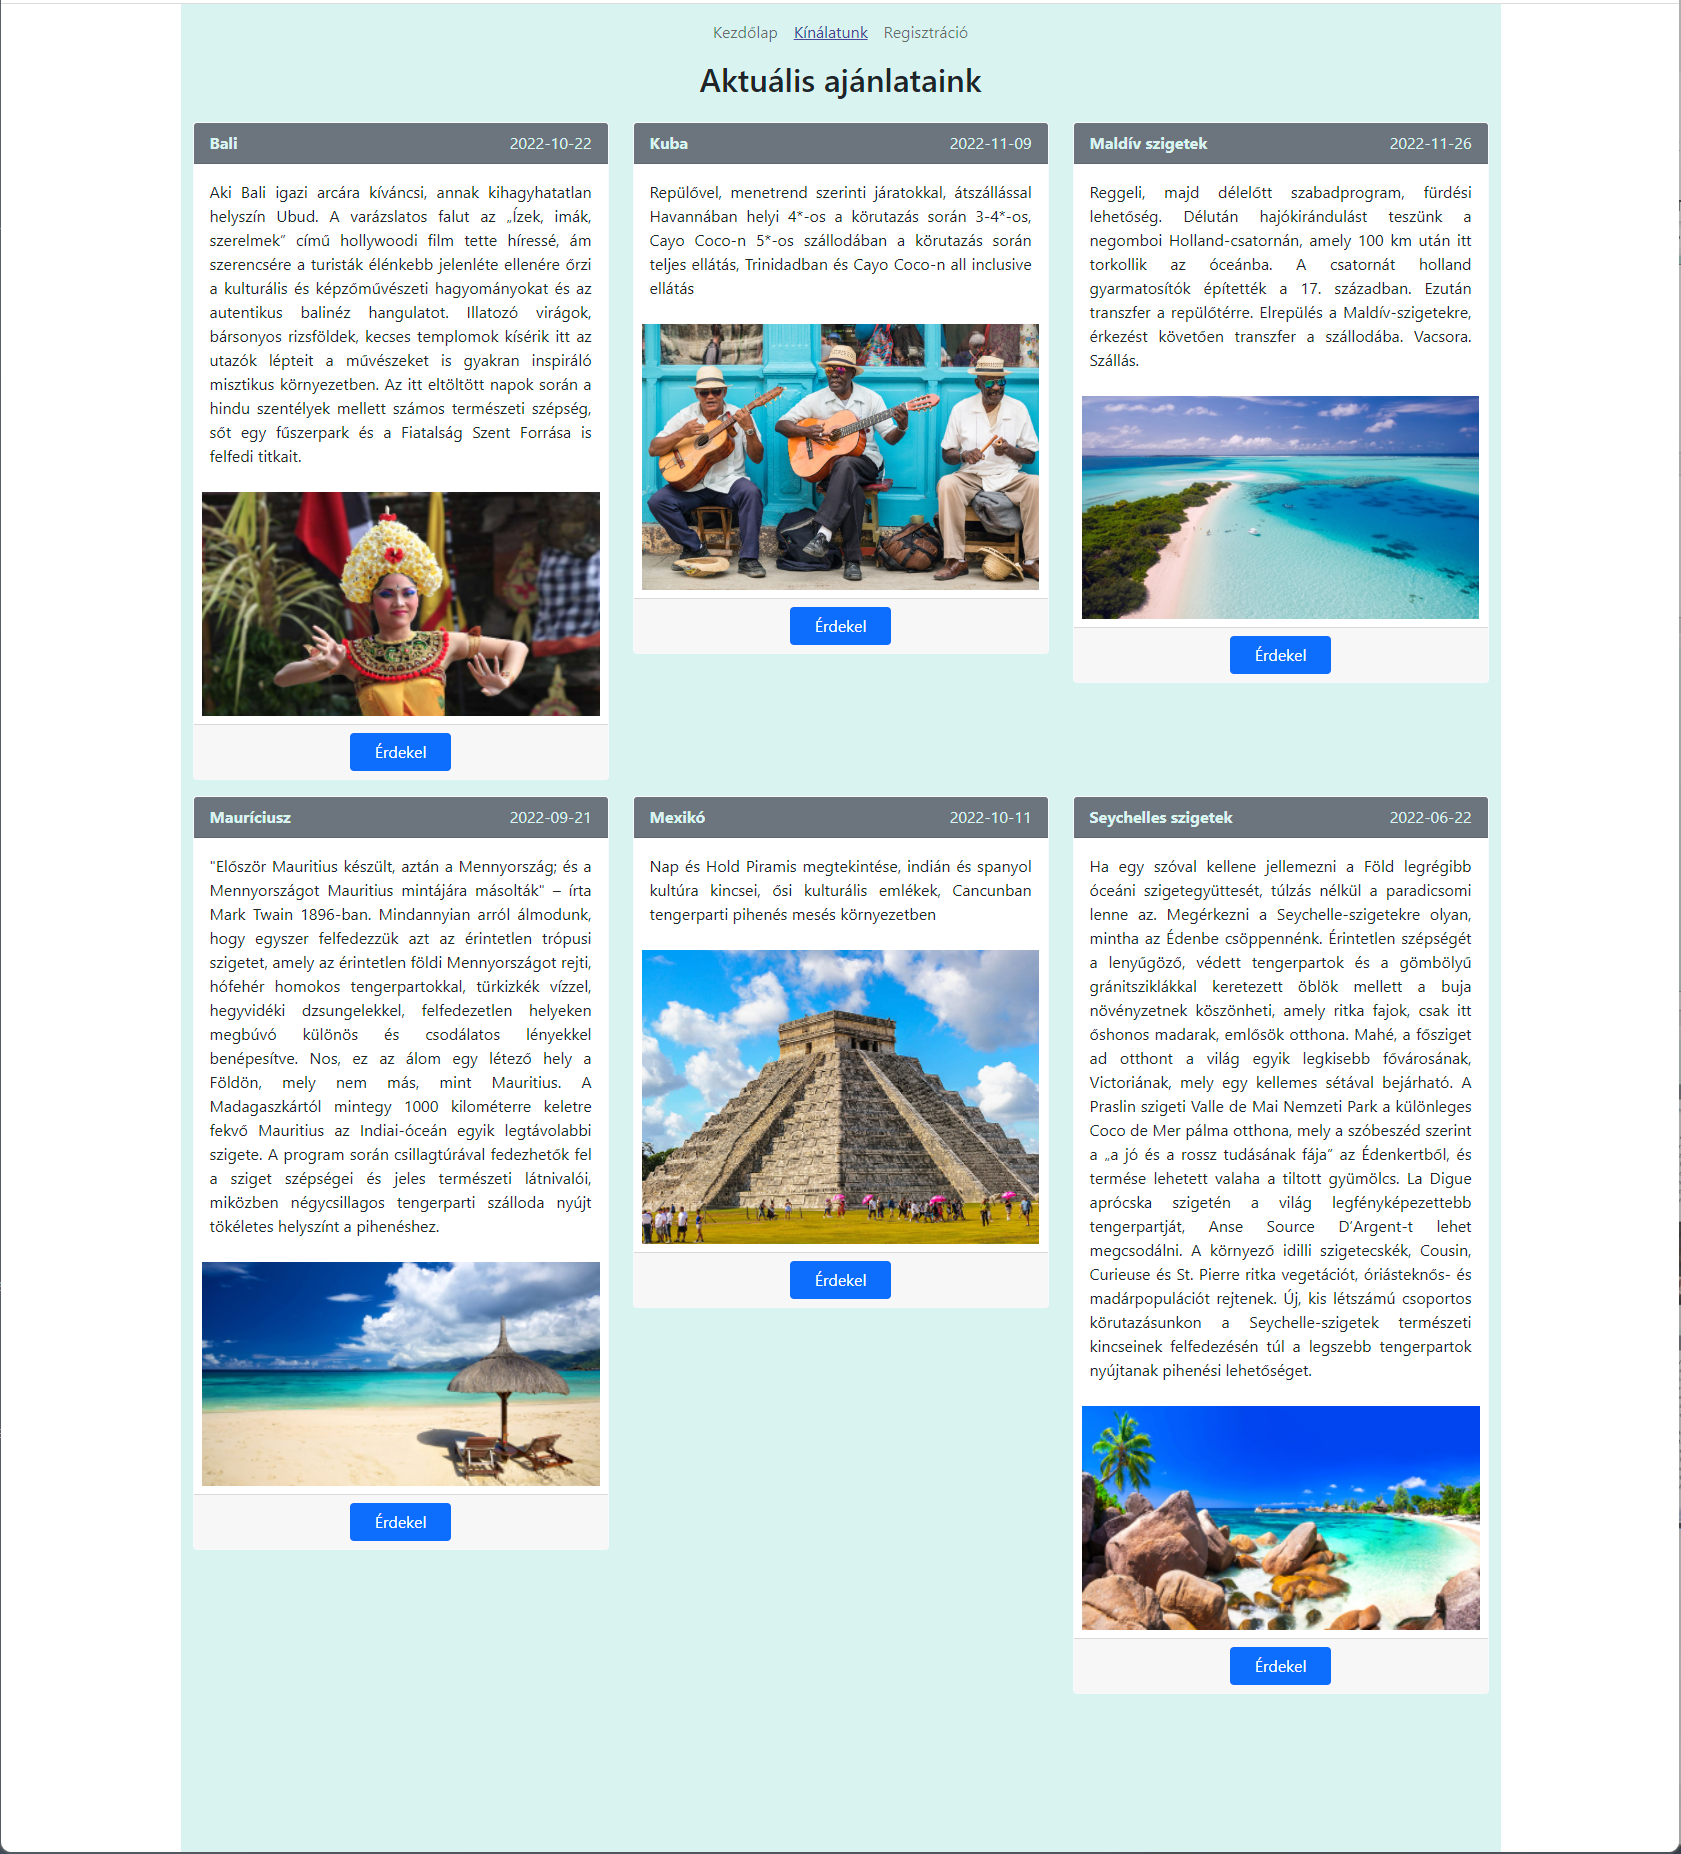 Kezdőlap Kínálatunk Regisztráció
Aktuális ajánlataink
Bali 2022-10-22
Aki Bali igazi arcára kíváncsi, annak kihagyhatatlan
helyszín Ubud. A varázslatos falut az „Ízek, imák,
szerelmek” című hollywoodi film tette híressé, ám
szerencsére a turisták élénkebb jelenléte ellenére őrzi
a kulturális és képzőművészeti hagyományokat és az
autentikus balinéz hangulatot. Illatozó virágok,
bársonyos rizsföldek, kecses templomok kísérik itt az
utazók lépteit a művészeket is gyakran inspiráló
misztikus környezetben. Az itt eltöltött napok során a
hindu szentélyek mellett számos természeti szépség,
sőt egy fűszerpark és a Fiatalság Szent Forrása is
felfedi titkait.
Érdekel
Kuba 2022-11-09
Repülővel, menetrend szerinti járatokkal, átszállással
Havannában helyi 4*-os a körutazás során 3-4*-os,
Cayo Coco-n 5*-os szállodában a körutazás során
teljes ellátás, Trinidadban és Cayo Coco-n all inclusive
ellátás
Érdekel
Maldív szigetek 2022-11-26
Reggeli, majd délelőtt szabadprogram, fürdési
lehetőség. Délután hajókirándulást teszünk a
negomboi Holland-csatornán, amely 100 km után itt
torkollik az óceánba. A csatornát holland
gyarmatosítók építették a 17. században. Ezután
transzfer a repülőtérre. Elrepülés a Maldív-szigetekre,
érkezést követően transzfer a szállodába. Vacsora.
Szállás.
Érdekel
Mauríciusz 2022-09-21
"Először Mauritius készült, aztán a Mennyország; és a
Mennyországot Mauritius mintájára másolták" – írta
Mark Twain 1896-ban. Mindannyian arról álmodunk,
hogy egyszer felfedezzük azt az érintetlen trópusi
szigetet, amely az érintetlen földi Mennyországot rejti,
hófehér homokos tengerpartokkal, türkizkék vízzel,
hegyvidéki dzsungelekkel, felfedezetlen helyeken
megbúvó különös és csodálatos lényekkel
benépesítve. Nos, ez az álom egy létező hely a
Földön, mely nem más, mint Mauritius. A
Madagaszkártól mintegy 1000 kilométerre keletre
fekvő Mauritius az Indiai-óceán egyik legtávolabbi
szigete. A program során csillagtúrával fedezhetők fel
a sziget szépségei és jeles természeti látnivalói,
miközben négycsillagos tengerparti szálloda nyújt
tökéletes helyszínt a pihenéshez.
Érdekel
Mexikó 2022-10-11
Nap és Hold Piramis megtekintése, indián és spanyol
kultúra kincsei, ősi kulturális emlékek, Cancunban
tengerparti pihenés mesés környezetben
Érdekel
Seychelles szigetek 2022-06-22
Ha egy szóval kellene jellemezni a Föld legrégibb
óceáni szigetegyüttesét, túlzás nélkül a paradicsomi
lenne az. Megérkezni a Seychelle-szigetekre olyan,
mintha az Édenbe csöppennénk. Érintetlen szépségét
a lenyűgöző, védett tengerpartok és a gömbölyű
gránitsziklákkal keretezett öblök mellett a buja
növényzetnek köszönheti, amely ritka fajok, csak itt
őshonos madarak, emlősök otthona. Mahé, a fősziget
ad otthont a világ egyik legkisebb fővárosának,
Victoriának, mely egy kellemes sétával bejárható. A
Praslin szigeti Valle de Mai Nemzeti Park a különleges
Coco de Mer pálma otthona, mely a szóbeszéd szerint
a „a jó és a rossz tudásának fája” az Édenkertből, és
termése lehetett valaha a tiltott gyümölcs. La Digue
aprócska szigetén a világ legfényképezettebb
tengerpartját, Anse Source D’Argent-t lehet
megcsodálni. A környező idilli szigetecskék, Cousin,
Curieuse és St. Pierre ritka vegetációt, óriásteknős- és
madárpopulációt rejtenek. Új, kis létszámú csoportos
körutazásunkon a Seychelle-szigetek természeti
kincseinek felfedezésén túl a legszebb tengerpartok
nyújtanak pihenési lehetőséget.
Érdekel